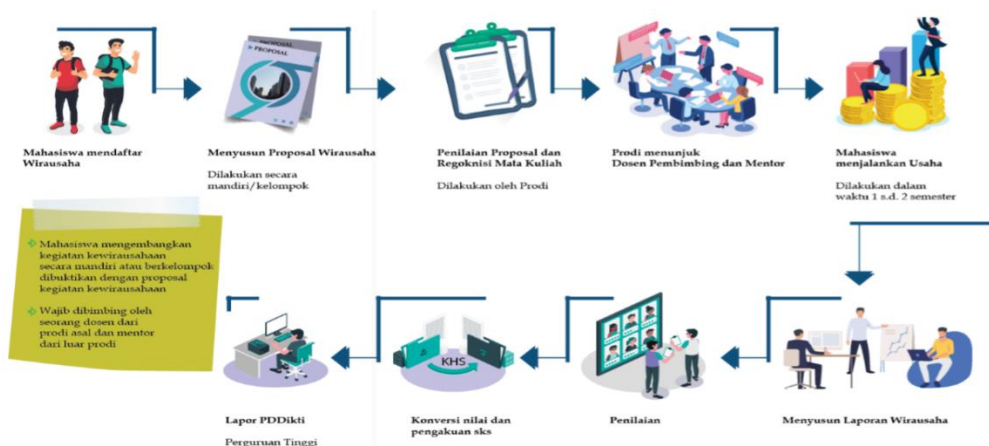 PROPOSAL
PROPOSAL
Mahasiswa mendaftar
Wirausaha
Menyusun Proposal Wirausaha
Dilakukan secara
mandiri/kelompok
Penilaian Proposal dan
Regoknisi Mata Kuliah
Dilakukan oleh Prodi
Prodi menunjuk
Dosen Pembimbing dan Mentor
Mahasiswa
menjalankan Usaha
Dilakukan dalam
waktu 1 s.d. 2 semester
Mahasiswa mengembangkan
kegiatan kewirausahaan
secara mandiri atau berkelompok
dibuktikan dengan proposal
kegiatan kewirausahaan
Wajib dibimbing oleh
seorang dosen dari
prodi asal dan mentor
dari luar prodi
Menyusun Laporan Wirausaha
Penilaian
KHS
Konversi nilai dan
pengakuan sks
Lapor PDDikti
Perguruan Tinggi